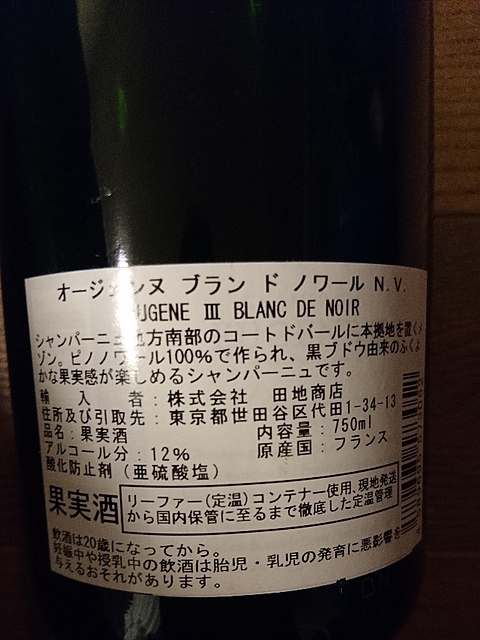 オージェンヌ ブラン ド ノワール N.V.
UGENE Ⅲ BLANC DE NOIR
シャンパーニュ地方南部のコートドバールに本拠地を置くメ
ゾン。ピノノワール100%で作られ、黒ブドウ由来のふくよ
かな果実感が楽しめるシャンパーニュです。
輸入者：株式会社 田地商店
住所及び引取先：東京都世田谷区代田1-34-13
品名：果実酒 内容量：750ml
アルコール分：12% 原産国：フランス
酸化防止剤（亜硫酸塩）
果実酒
リーファー(定温)コンテナー使用、現地発送
から国内保管に至るまで徹底した定温管理
飲酒は20歳になってから。
妊娠中や授乳中の飲酒は胎児・乳児の発育に悪影響を
与えるおそれがあります。